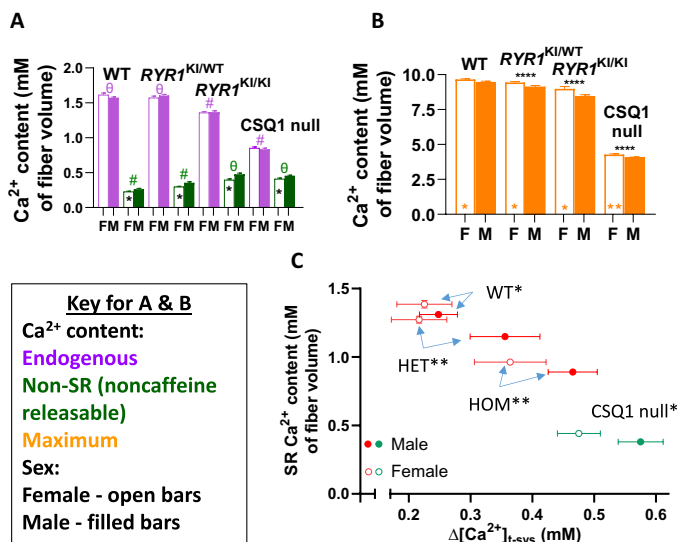 A
WT
RYR1KI/WT
RYR1KI/KI
CSQ1 null
Ca2+ content (mM
of fiber volume)
2.0
1.5
1.0
0.5
0.0
θ
θ
#
#
#
#
θ
θ
*
*
*
*
FM FM FM FM FM FM FM FM
B
WT
RYR1KI/WT
RYR1KI/KI
CSQ1
null
****
****
****
Ca2+ content (mM
of fiber volume)
10.0
7.5
5.0
2.5
0.0
*
*
*
**
F M F M F M F M
Key for A & B
Ca2+ content:
Endogenous
Non-SR (noncaffeine
releasable)
Maximum
Sex:
Female - open bars
Male - filled bars
C
SR Ca2+ content (mM
of fiber volume)
1.5
1.0
0.5
0.0
WT*
HET**
HOM**
CSQ1 null*
Male
Female
0.2 0.3 0.4 0.5 0.6
Δ[Ca2+]t-sys (mM)